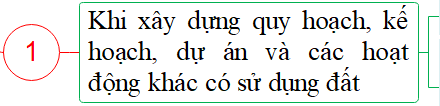 1
Khi xây dựng quy hoạch, kế
hoạch, dự án và các hoạt
động khác có sử dụng đất